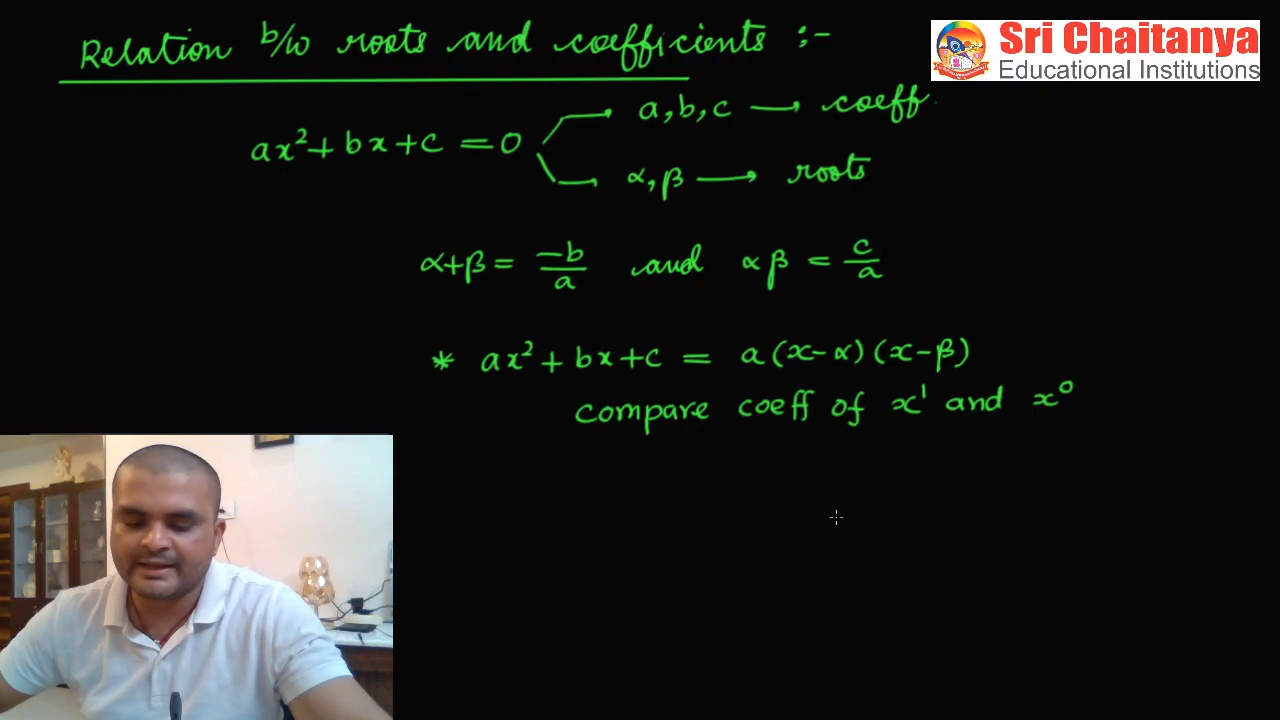 Relation b/w roots and coefficients :-
Sri Chaitanya
Educational Institutions
ax² + bx + c = 0
a, b, c → coeff.
α, β → roots
α+β = -b/a and αβ = c/a
* ax² + bx + c = a(x-α)(x-β)
compare coeff of x¹ and x⁰